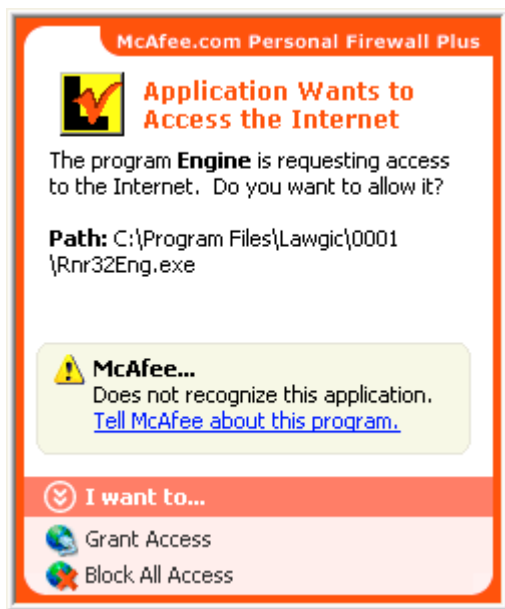 McAfee.com Personal Firewall Plus
Application Wants to
Access the Internet
The program Engine is requesting access
to the Internet.  Do you want to allow it?
Path: C:\Program Files\Lawgic\0001
\Rnr32Eng.exe
McAfee...
Does not recognize this application.
Tell McAfee about this program.
I want to...
Grant Access
Block All Access